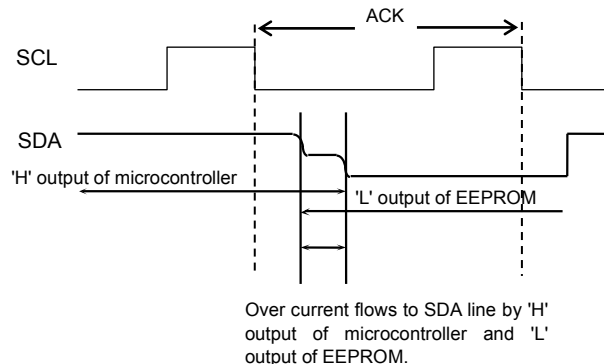 ACK
SCL
SDA
'H' output of microcontroller
'L' output of EEPROM
Over current flows to SDA line by 'H'
output of microcontroller and 'L'
output of EEPROM.